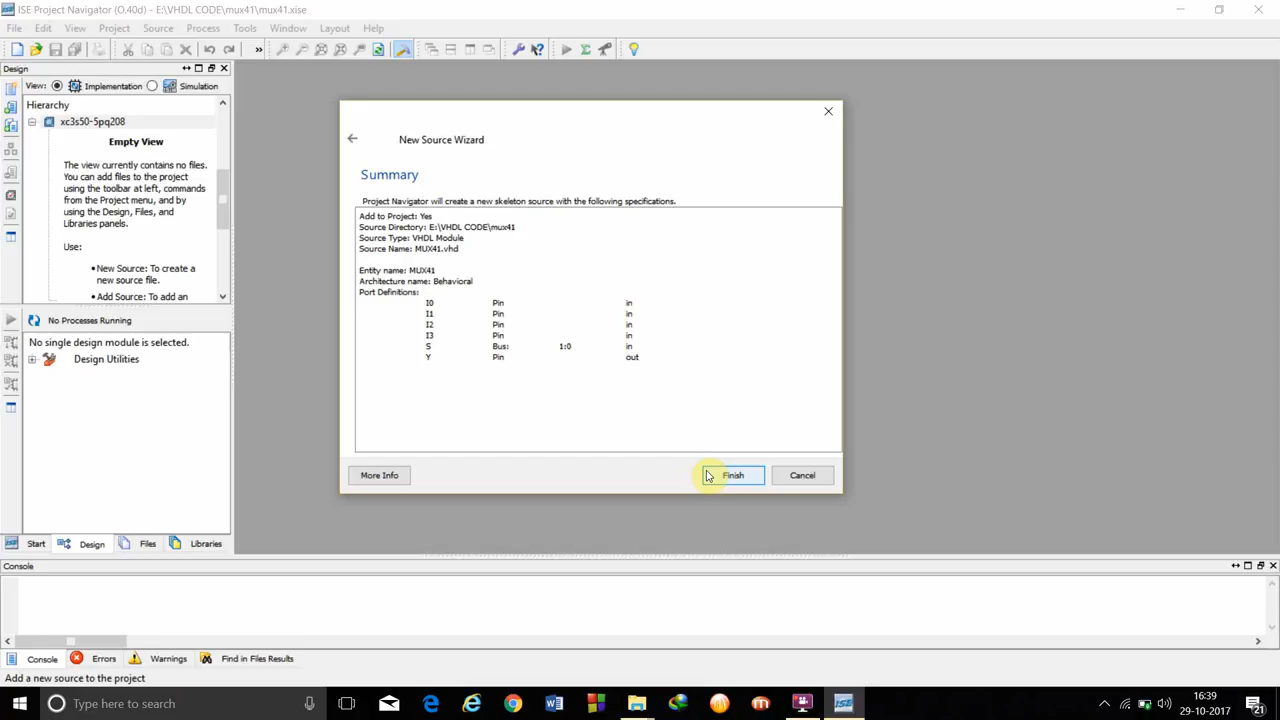 ISE Project Navigator (O.40d) - E:\VHDL CODE\mux41\mux41.xise
File Edit View Project Source Process Tools Window Layout Help
»
Design
View: Implementation Simulation
Hierarchy
xc3s50-5pq208
Empty View
The view currently contains no files.
You can add files to the project
using the toolbar at left, commands
from the Project menu, and by
using the Design, Files, and
Libraries panels.
Use:
•New Source: To create a
new source file.
•Add Source: To add an
No Processes Running
No single design module is selected.
Design Utilities
Start Design Files Libraries
New Source Wizard
Summary
Project Navigator will create a new skeleton source with the following specifications.
Add to Project: Yes
Source Directory: E:\VHDL CODE\mux41
Source Type: VHDL Module
Source Name: MUX41.vhd
Entity name: MUX41
Architecture name: Behavioral
Port Definitions:
I0 Pin in
I1 Pin in
I2 Pin in
I3 Pin in
S Bus: 1:0 in
Y Pin out
More Info Finish Cancel
Console
Console Errors Warnings Find in Files Results
Add a new source to the project
Type here to search
ISE
16:39
29-10-2017
21